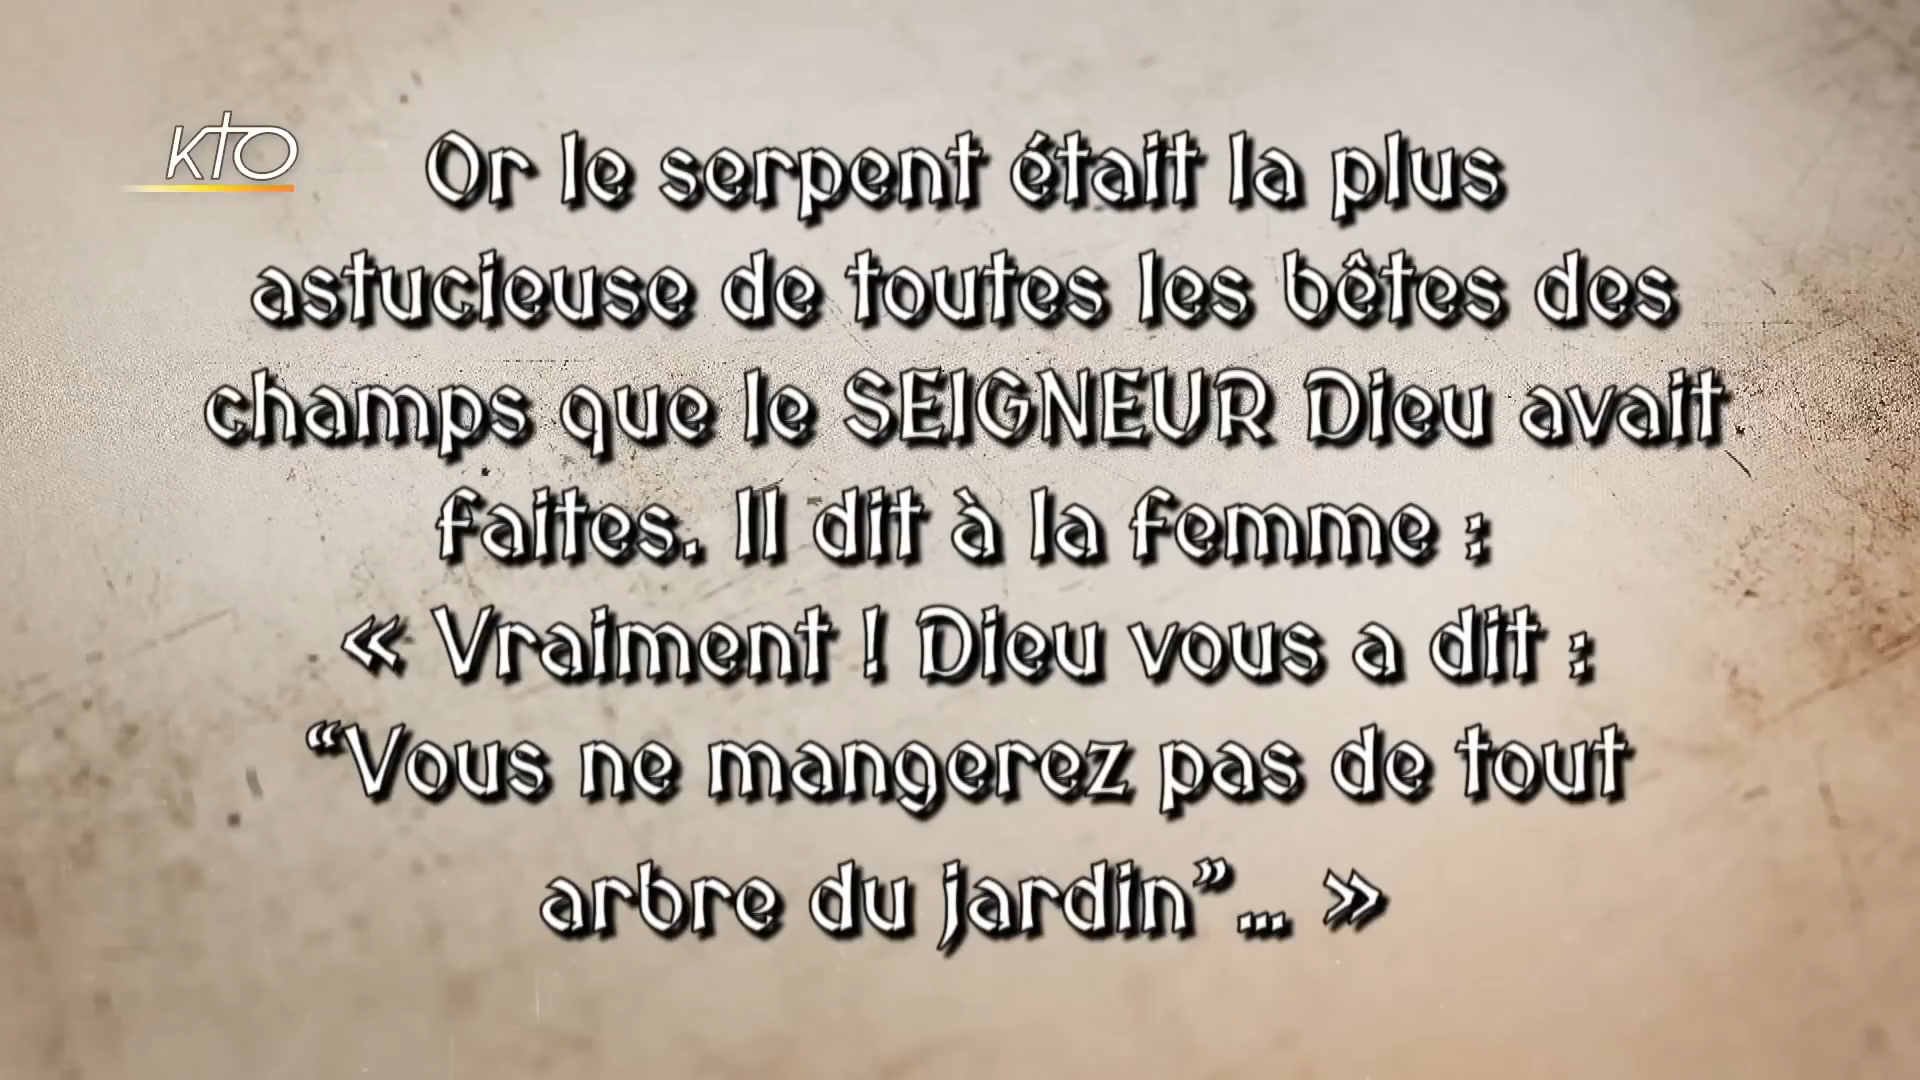 KTO
Or le serpent était la plus
astucieuse de toutes les bêtes des
champs que le SEIGNEUR Dieu avait
faites. Il dit à la femme :
« Vraiment ! Dieu vous a dit :
“Vous ne mangerez pas de tout
arbre du jardin”... »